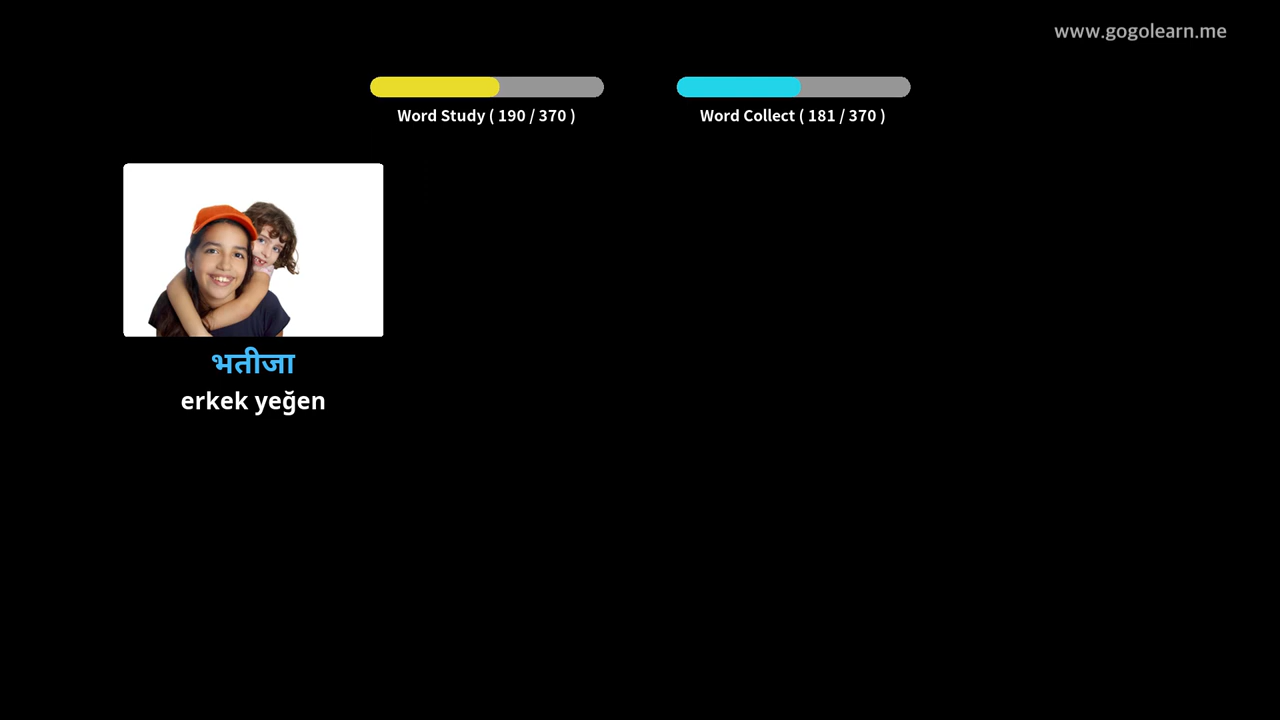 www.gogolearn.me
Word Study ( 190 / 370 )
Word Collect ( 181 / 370 )
भतीजा
erkek yeğen